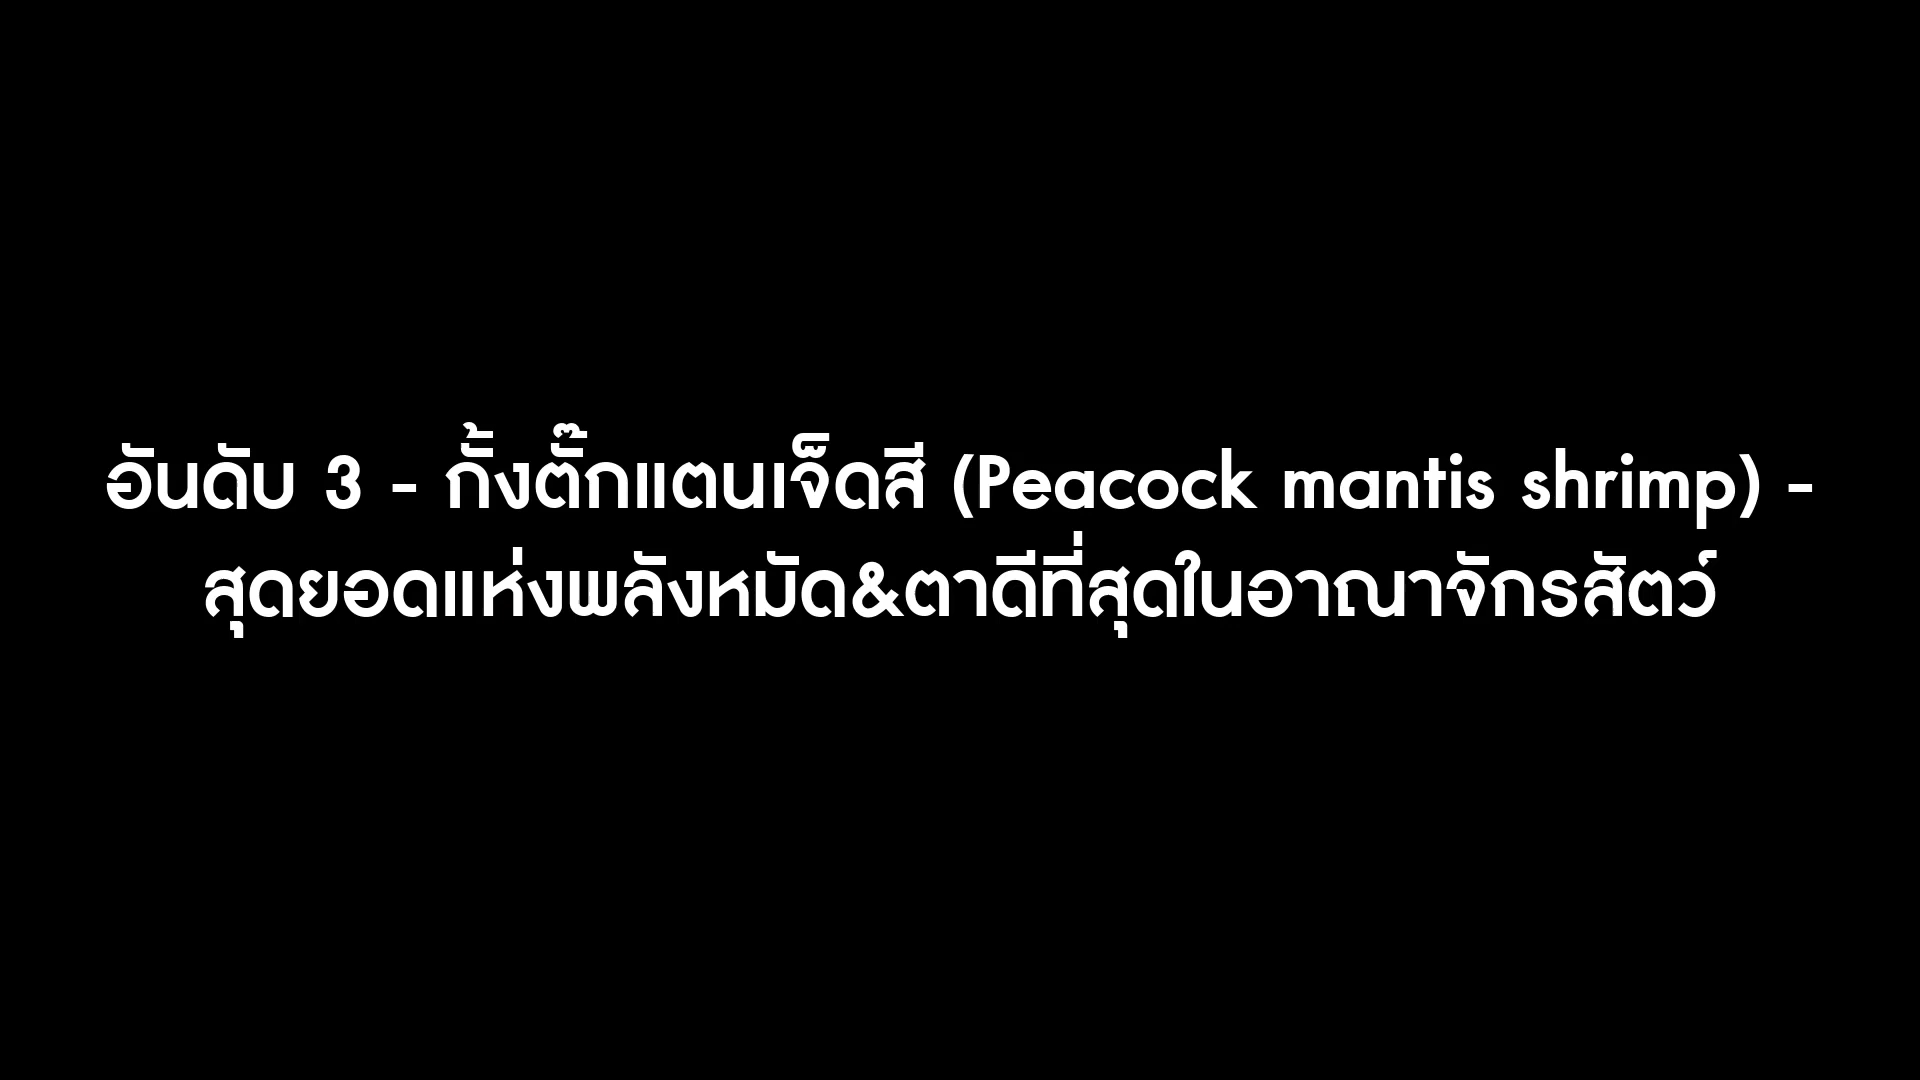 อันดับ 3 - กั้งตั๊กแตนเจ็ดสี (Peacock mantis shrimp) -
สุดยอดแห่งพลังหมัด&ตาดีที่สุดในอาณาจักรสัตว์